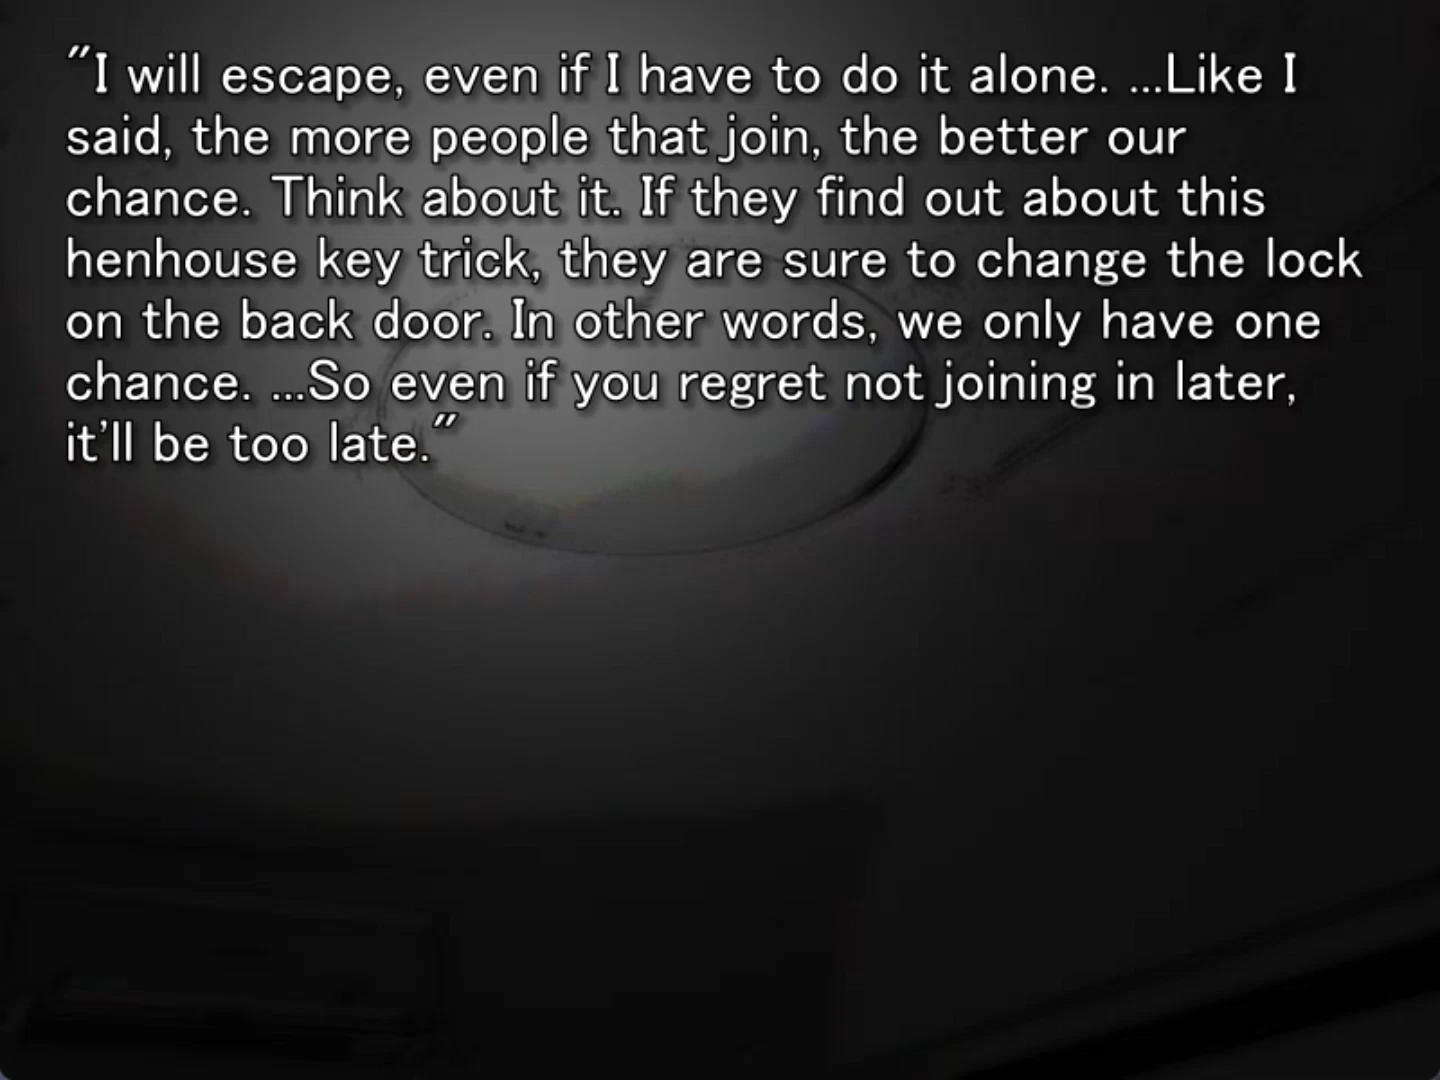 "I will escape, even if I have to do it alone. ...Like I
said, the more people that join, the better our
chance. Think about it. If they find out about this
henhouse key trick, they are sure to change the lock
on the back door. In other words, we only have one
chance. ...So even if you regret not joining in later,
it'll be too late."